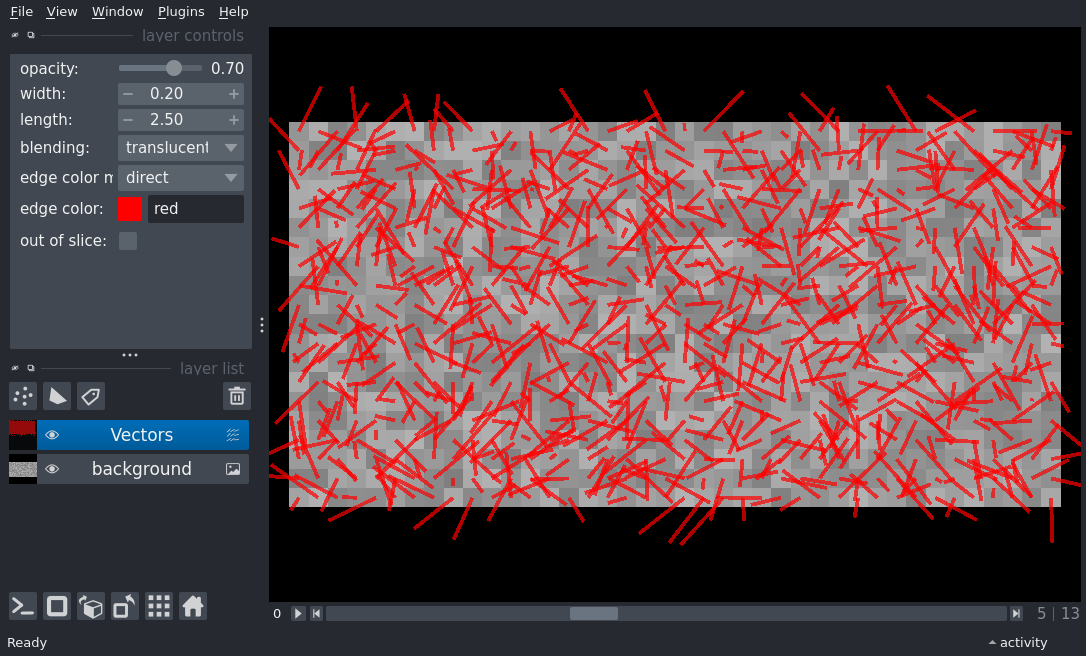 File View Window Plugins Help
layer controls
opacity: 0.70
width: 0.20
length: 2.50
blending: translucent
edge color m direct
edge color: red
out of slice:
layer list
Vectors
background
0 5 | 13
Ready activity